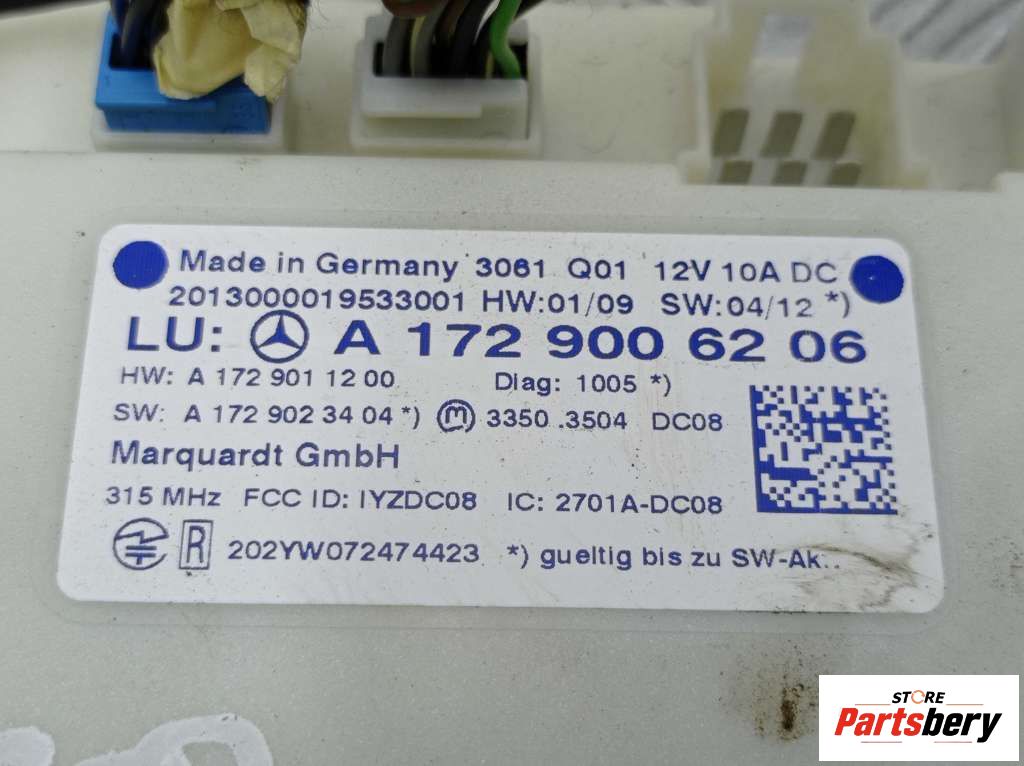 Made in Germany 3061 Q01 12V 10A DC
2013000019533001 HW:01/09 SW:04/12 *)
LU: A 172 900 62 06
HW: A 172 901 12 00 Diag: 1005 *)
SW: A 172 902 34 04 *) m 3350 .3504 DC08
Marquardt GmbH
315 MHz FCC ID: IYZDC08 IC: 2701A-DC08
R 202YW072474423 *) gueltig bis zu SW-Ak:..
STORE
Partsbery